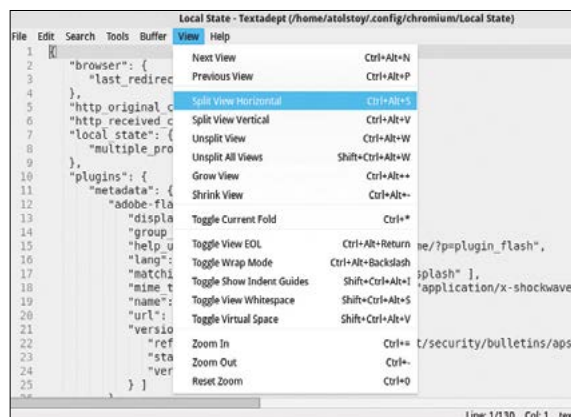 Local State - Textadept (/home/atolstoy/.config/chromium/Local State)
File Edit Search Tools Buffer View Help
1 {
2 "browser": {
3 "last_redirec
4 },
5 "http_original_c
6 "http_received_c
7 "local_state": {
8 "multiple_pro
9 },
10 "plugins": {
11 "metadata": {
12 "adobe-fla
13 "displa
14 "group_
15 "help_u me/?p=plugin_flash",
16 "lang":
17 "matchi splash" ],
18 "mime_t "application/x-shockwave
19 "name":
20 "url":
21 "versio
22 "ref t/security/bulletins/aps
23 "sta
24 "ver
25 } ]
26
Next View Ctrl+Alt+N
Previous View Ctrl+Alt+P
Split View Horizontal Ctrl+Alt+S
Split View Vertical Ctrl+Alt+V
Unsplit View Ctrl+Alt+W
Unsplit All Views Shift+Ctrl+Alt+W
Grow View Ctrl+Alt++
Shrink View Ctrl+Alt+-
Toggle Current Fold Ctrl+*
Toggle View EOL Ctrl+Alt+Return
Toggle Wrap Mode Ctrl+Alt+Backslash
Toggle Show Indent Guides Shift+Ctrl+Alt+I
Toggle View Whitespace Shift+Ctrl+Alt+S
Toggle Virtual Space Shift+Ctrl+Alt+V
Zoom In Ctrl+=
Zoom Out Ctrl+-
Reset Zoom Ctrl+0
Line: 1/130 Col: 1 tex